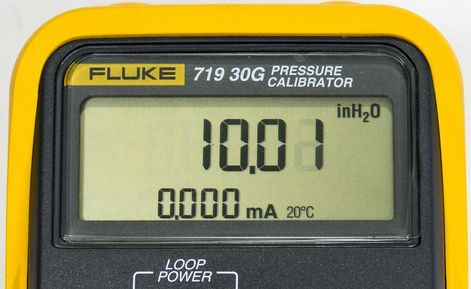 FLUKE 719 30G PRESSURE CALIBRATOR
inH₂O
10.01
0.000 mA 20°C
LOOP
POWER